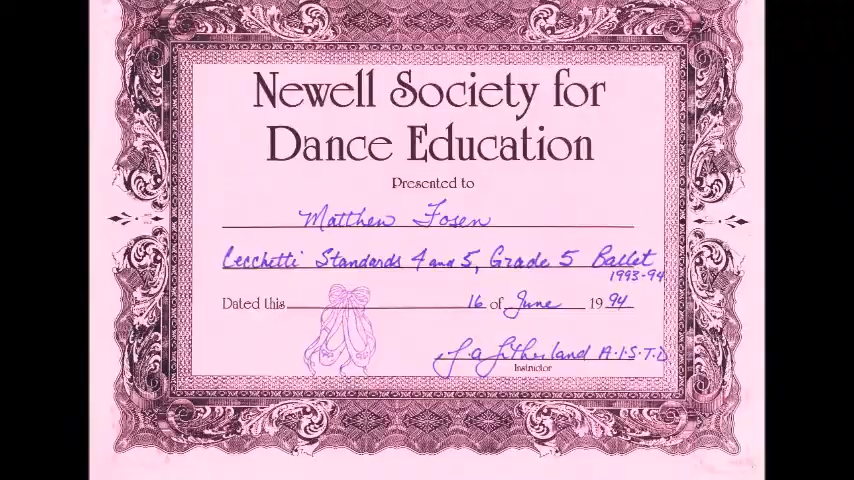 Newell Society for
Dance Education
Presented to
Matthew Fosen
Cecchetti Standards 4 and 5, Grade 5 Ballet
1993-94
Dated this 16 of June 1994
A.I.S.T.D
Instructor